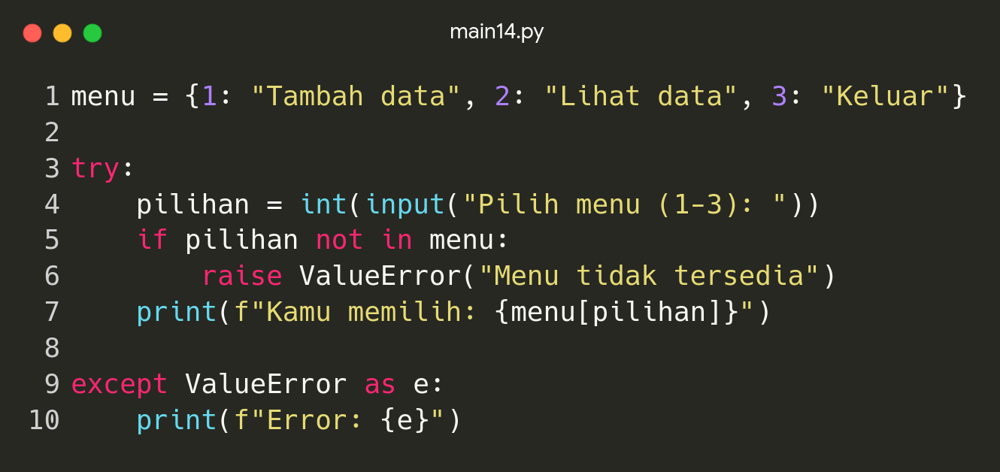 main14.py
1 menu = {1: "Tambah data", 2: "Lihat data", 3: "Keluar"}
2
3 try:
4     pilihan = int(input("Pilih menu (1-3): "))
5     if pilihan not in menu:
6         raise ValueError("Menu tidak tersedia")
7     print(f"Kamu memilih: {menu[pilihan]}")
8
9 except ValueError as e:
10     print(f"Error: {e}")